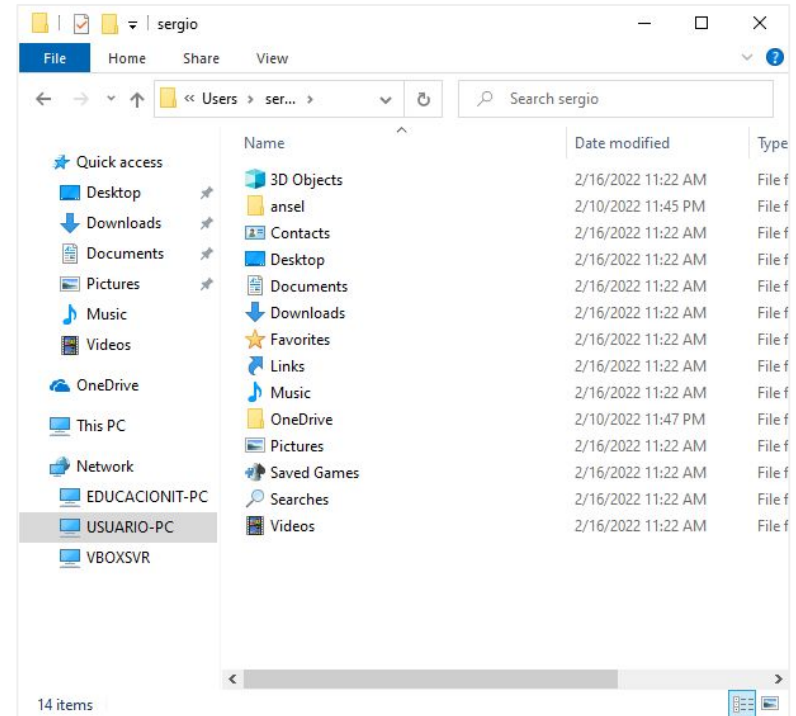 sergio
File Home Share View
« Users > ser... > Search sergio
Name Date modified Type
Quick access
Desktop
Downloads
Documents
Pictures
Music
Videos
OneDrive
This PC
Network
EDUCACIONIT-PC
USUARIO-PC
VBOXSVR
3D Objects 2/16/2022 11:22 AM File f
ansel 2/10/2022 11:45 PM File f
Contacts 2/16/2022 11:22 AM File f
Desktop 2/16/2022 11:22 AM File f
Documents 2/16/2022 11:22 AM File f
Downloads 2/16/2022 11:22 AM File f
Favorites 2/16/2022 11:22 AM File f
Links 2/16/2022 11:22 AM File f
Music 2/16/2022 11:22 AM File f
OneDrive 2/10/2022 11:47 PM File f
Pictures 2/16/2022 11:22 AM File f
Saved Games 2/16/2022 11:22 AM File f
Searches 2/16/2022 11:22 AM File f
Videos 2/16/2022 11:22 AM File f
14 items